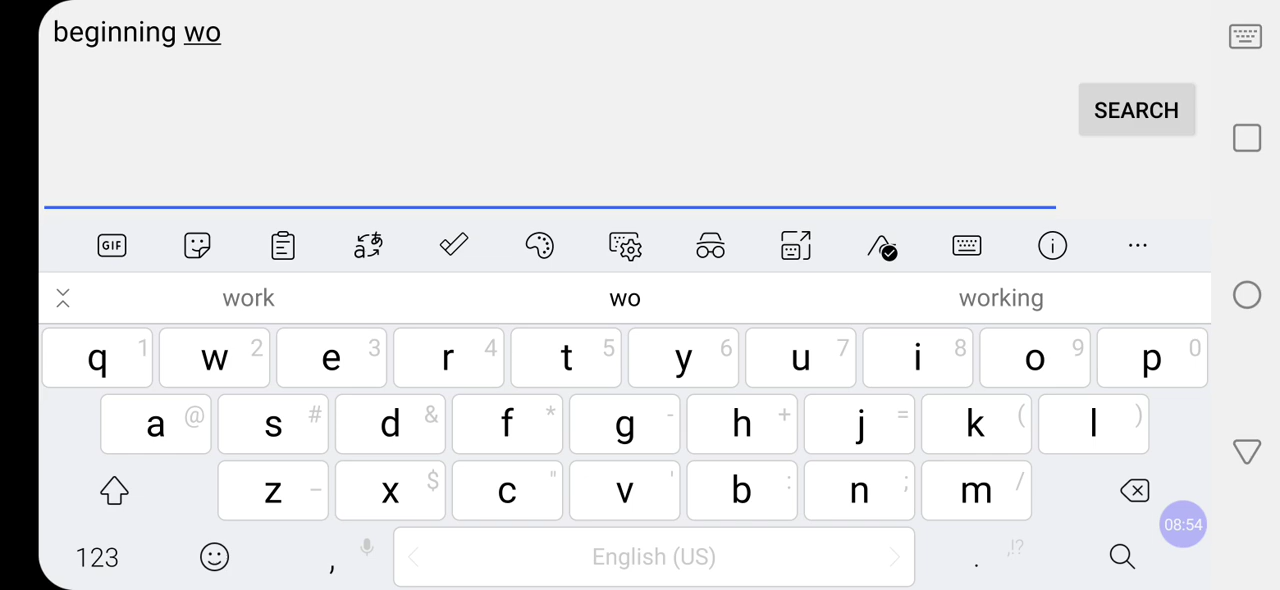 beginning wo
SEARCH
GIF
work wo working
q 1 w 2 e 3 r 4 t 5 y 6 u 7 i 8 o 9 p 0
a @ s # d & f * g - h + j = k ( l )
z _ x $ c " v ' b : n ; m /
123 , English (US) . ,!?
08:54